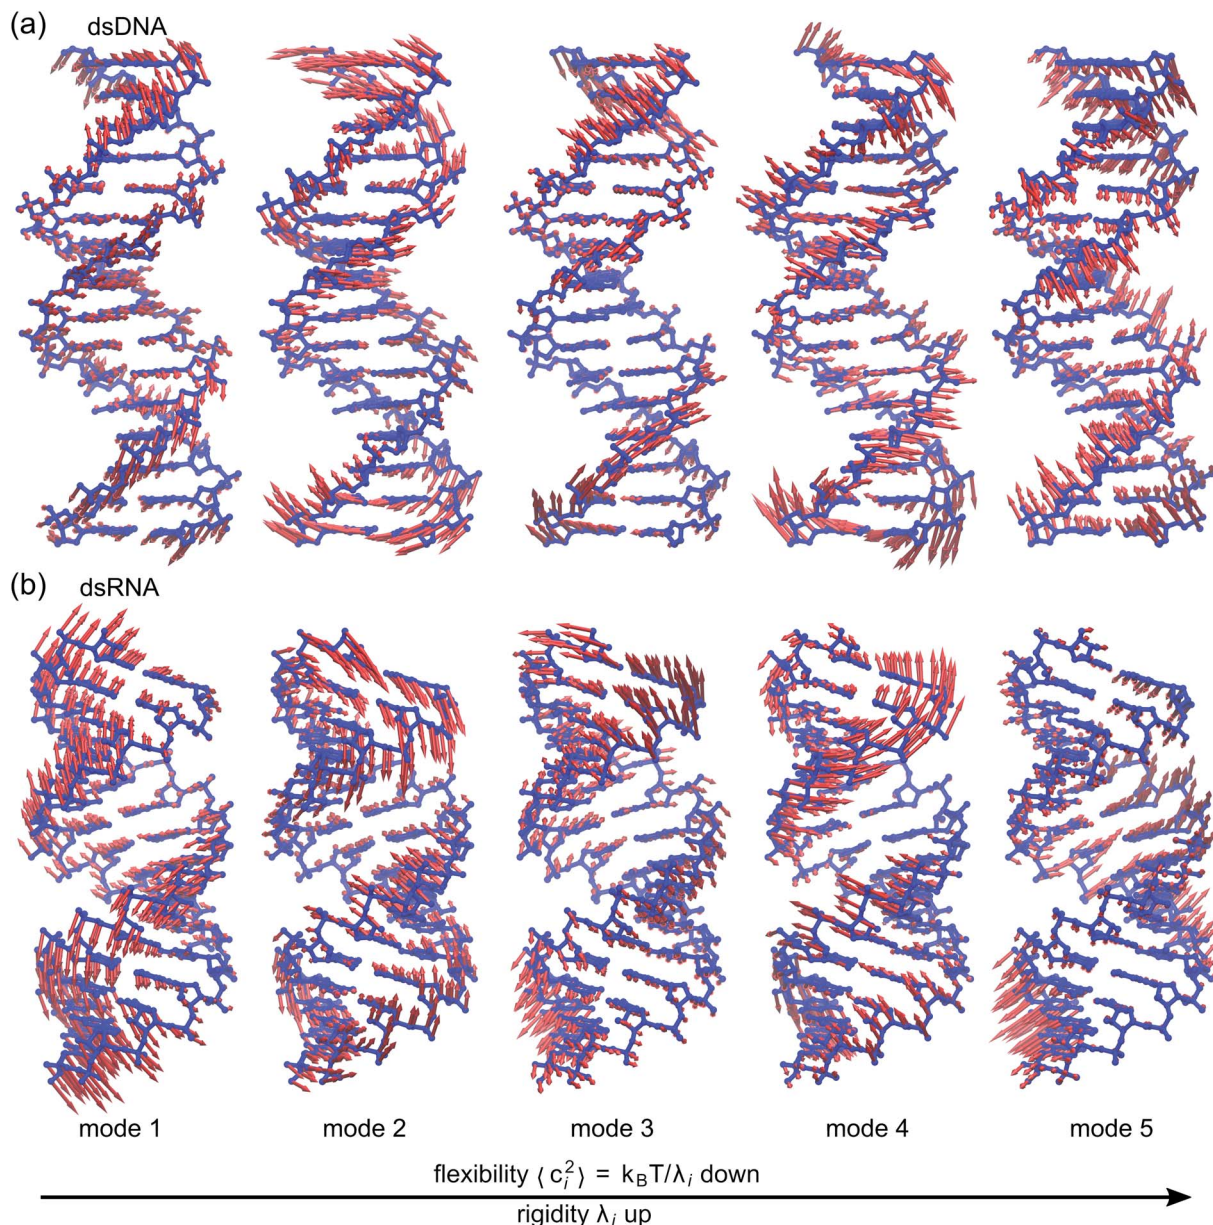 (a) dsDNA
(b) dsRNA
mode 1 mode 2 mode 3 mode 4 mode 5
flexibility ⟨ c_i^2 ⟩ = k_BT/λ_i down
rigidity λ_i up